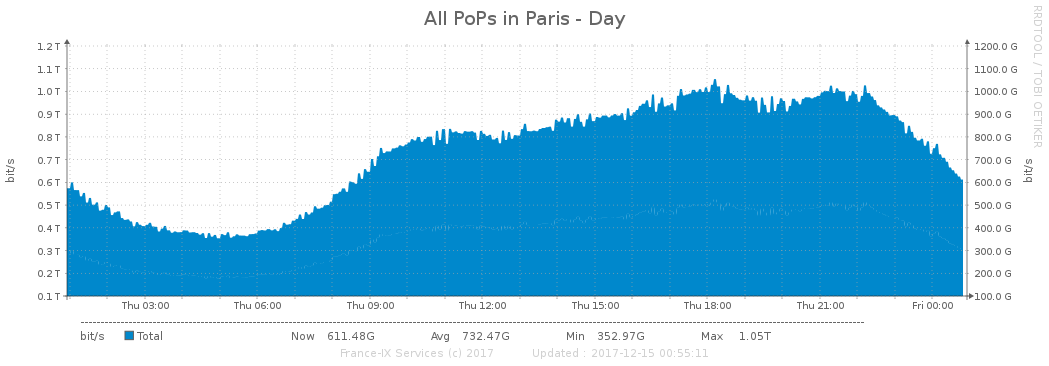 All PoPs in Paris - Day
RRDTOOL / TOBI OETIKER
bit/s
1.2 T
1.1 T
1.0 T
0.9 T
0.8 T
0.7 T
0.6 T
0.5 T
0.4 T
0.3 T
0.2 T
0.1 T
1200.0 G
1100.0 G
1000.0 G
900.0 G
800.0 G
700.0 G
600.0 G
500.0 G
400.0 G
300.0 G
200.0 G
100.0 G
bit/s
Thu 03:00 Thu 06:00 Thu 09:00 Thu 12:00 Thu 15:00 Thu 18:00 Thu 21:00 Fri 00:00
bit/s Total Now 611.48G Avg 732.47G Min 352.97G Max 1.05T
France-IX Services (c) 2017 Updated : 2017-12-15 00:55:11